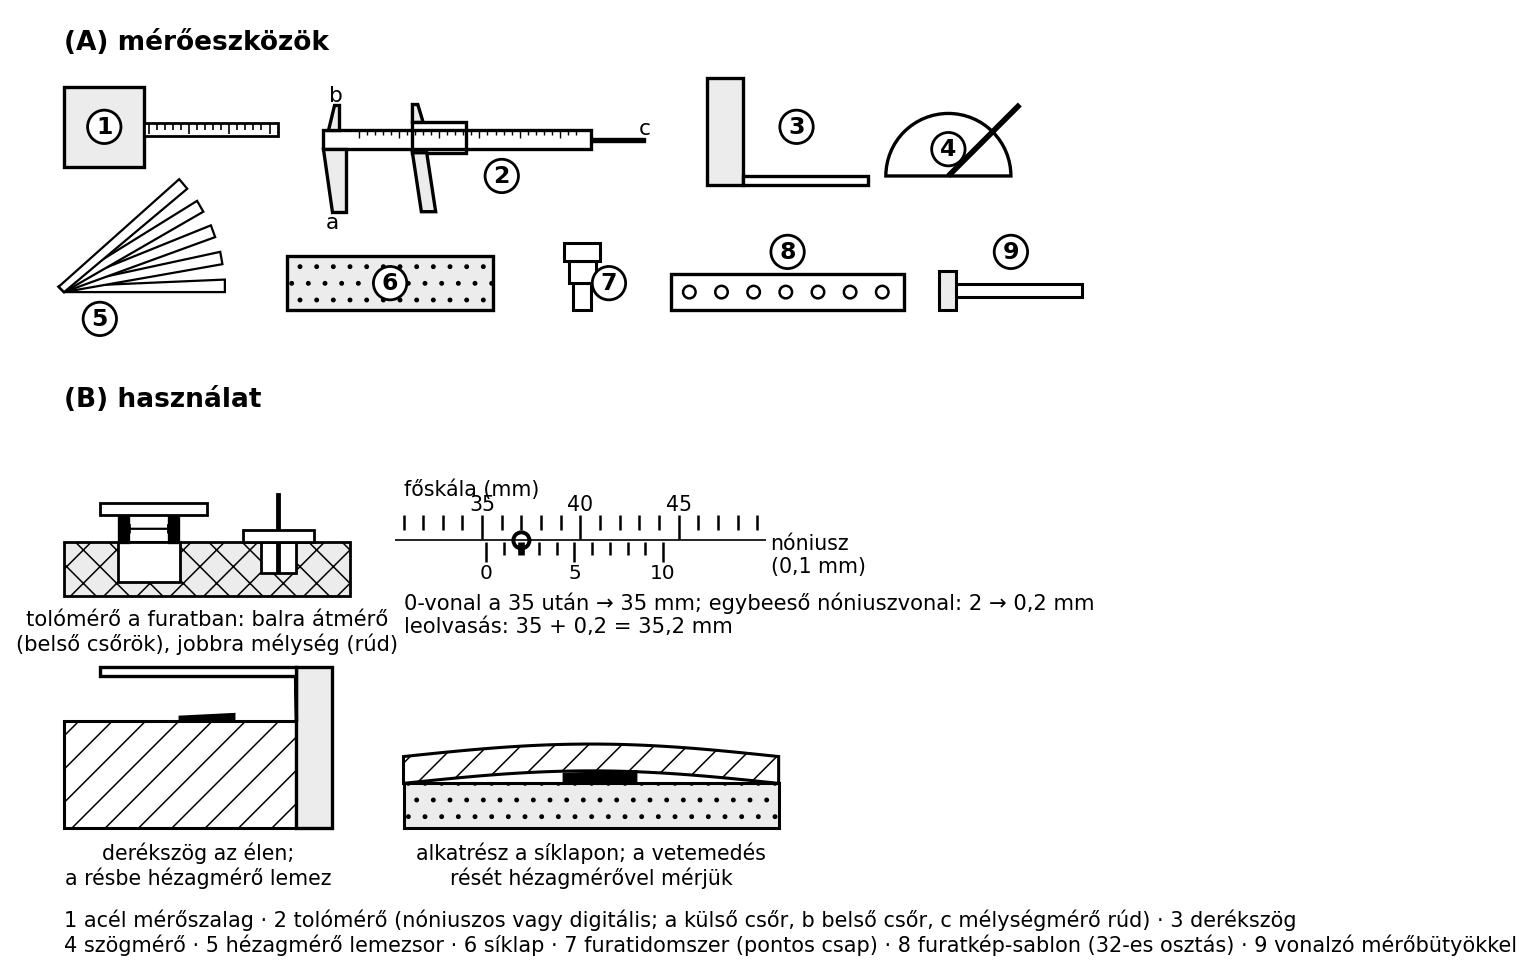 (A) mérőeszközök
b
c
1
2
3
4
a
5
6
7
8
9
(B) használat
főskála (mm)
35 40 45
nóniusz
(0,1 mm)
0 5 10
0-vonal a 35 után → 35 mm; egybeeső nóniuszvonal: 2 → 0,2 mm
leolvasás: 35 + 0,2 = 35,2 mm
tolómérő a furatban: balra átmérő
(belső csőrök), jobbra mélység (rúd)
derékszög az élen;
a résbe hézagmérő lemez
alkatrész a síklapon; a vetemedés
rését hézagmérővel mérjük
1 acél mérőszalag · 2 tolómérő (nóniuszos vagy digitális; a külső csőr, b belső csőr, c mélységmérő rúd) · 3 derékszög
4 szögmérő · 5 hézagmérő lemezsor · 6 síklap · 7 furatidomszer (pontos csap) · 8 furatkép-sablon (32-es osztás) · 9 vonalzó mérőbütyökkel